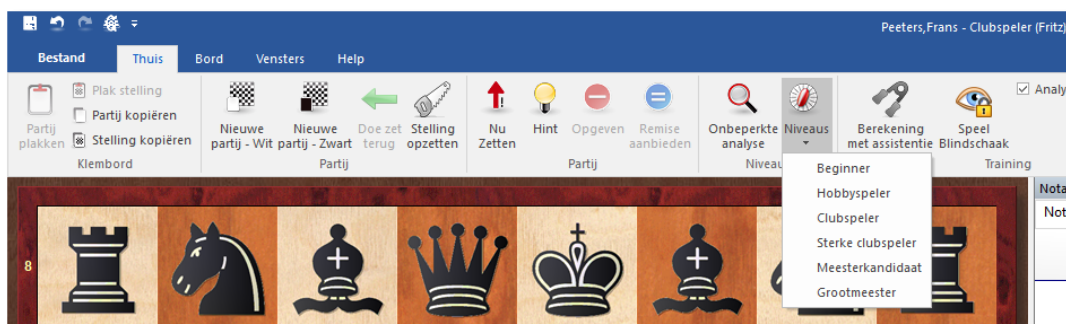 Peeters,Frans - Clubspeler (Fritz)
Bestand Thuis Bord Vensters Help
Partij plakken
Plak stelling
Partij kopiëren
Stelling kopiëren
Klembord
Nieuwe partij - Wit
Nieuwe partij - Zwart
Doe zet terug
Stelling opzetten
Partij
Nu Zetten
Hint
Opgeven
Remise aanbieden
Partij
Onbeperkte analyse
Niveaus
Niveau
Berekening met assistentie
Speel Blindschaak
Analy
Training
Beginner
Hobbyspeler
Clubspeler
Sterke clubspeler
Meesterkandidaat
Grootmeester
Nota
Not
8